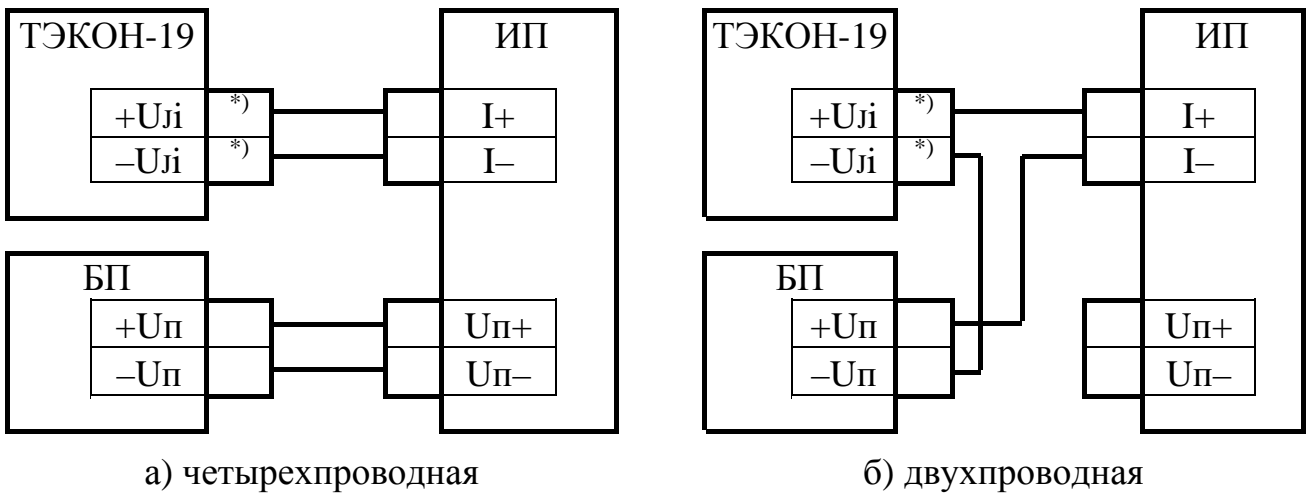 ТЭКОН-19 ИП
+UJi *) I+
–UJi *) I–
БП
+Uп Uп+
–Uп Uп–
а) четырехпроводная
ТЭКОН-19 ИП
+UJi *) I+
–UJi *) I–
БП
+Uп Uп+
–Uп Uп–
б) двухпроводная